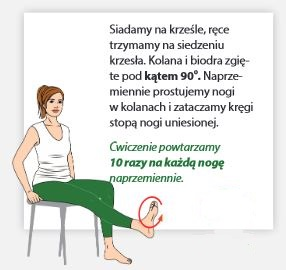 Siadamy na krześle, ręce
trzymamy na siedzeniu
krzesła. Kolana i biodra zgię-
te pod kątem 90°. Naprze-
miennie prostujemy nogi
w kolanach i zataczamy kręgi
stopą nogi uniesionej.
Ćwiczenie powtarzamy
10 razy na każdą nogę
naprzemiennie.